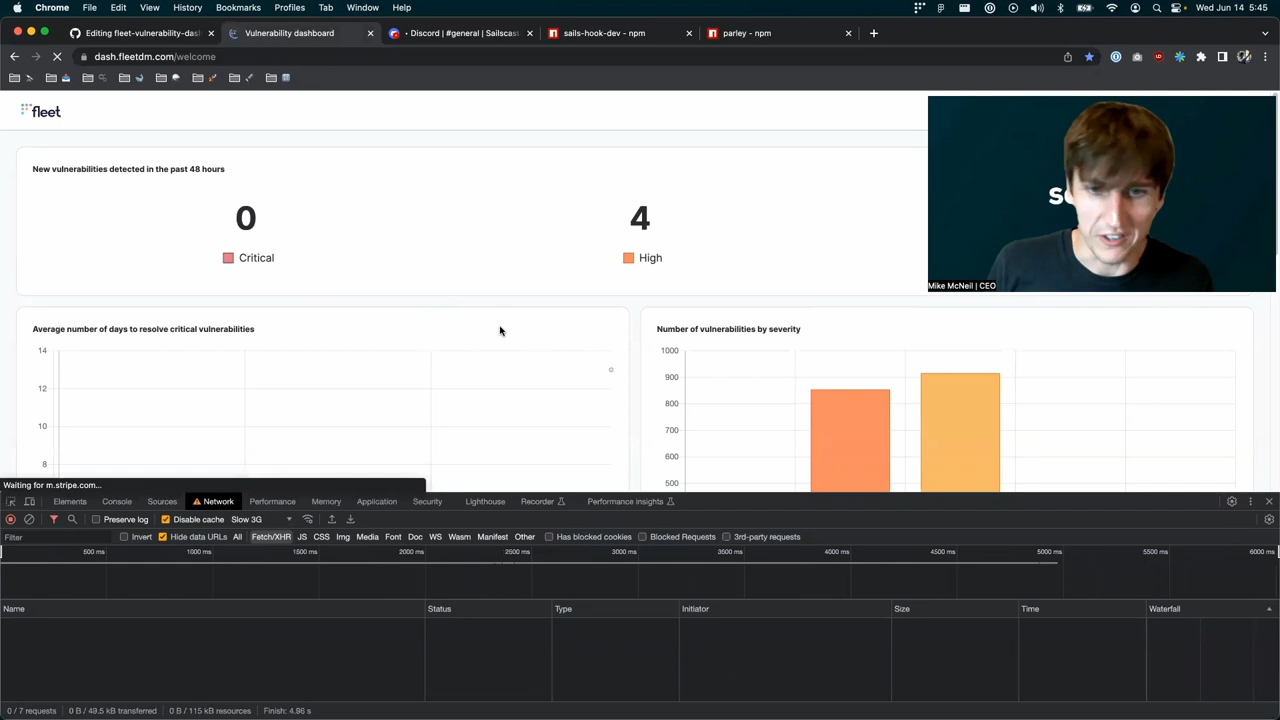 Chrome File Edit View History Bookmarks Profiles Tab Window Help Wed Jun 14 5:45
Editing fleet-vulnerability-dash Vulnerability dashboard • Discord | #general | Sailscast sails-hook-dev - npm parley - npm
dash.fleetdm.com/welcome
fleet
New vulnerabilities detected in the past 48 hours
0 4
Critical High
Mike McNeil | CEO
Average number of days to resolve critical vulnerabilities
14
12
10
8
Number of vulnerabilities by severity
1000
900
800
700
600
500
Waiting for m.stripe.com...
Elements Console Sources Network Performance Memory Application Security Lighthouse Recorder Performance insights
Preserve log Disable cache Slow 3G
Filter Invert Hide data URLs All Fetch/XHR JS CSS Img Media Font Doc WS Wasm Manifest Other Has blocked cookies Blocked Requests 3rd-party requests
500 ms 1000 ms 1500 ms 2000 ms 2500 ms 3000 ms 3500 ms 4000 ms 4500 ms 5000 ms 5500 ms 6000 ms
Name Status Type Initiator Size Time Waterfall
0 / 7 requests 0 B / 49.5 kB transferred 0 B / 115 kB resources Finish: 4.96 s